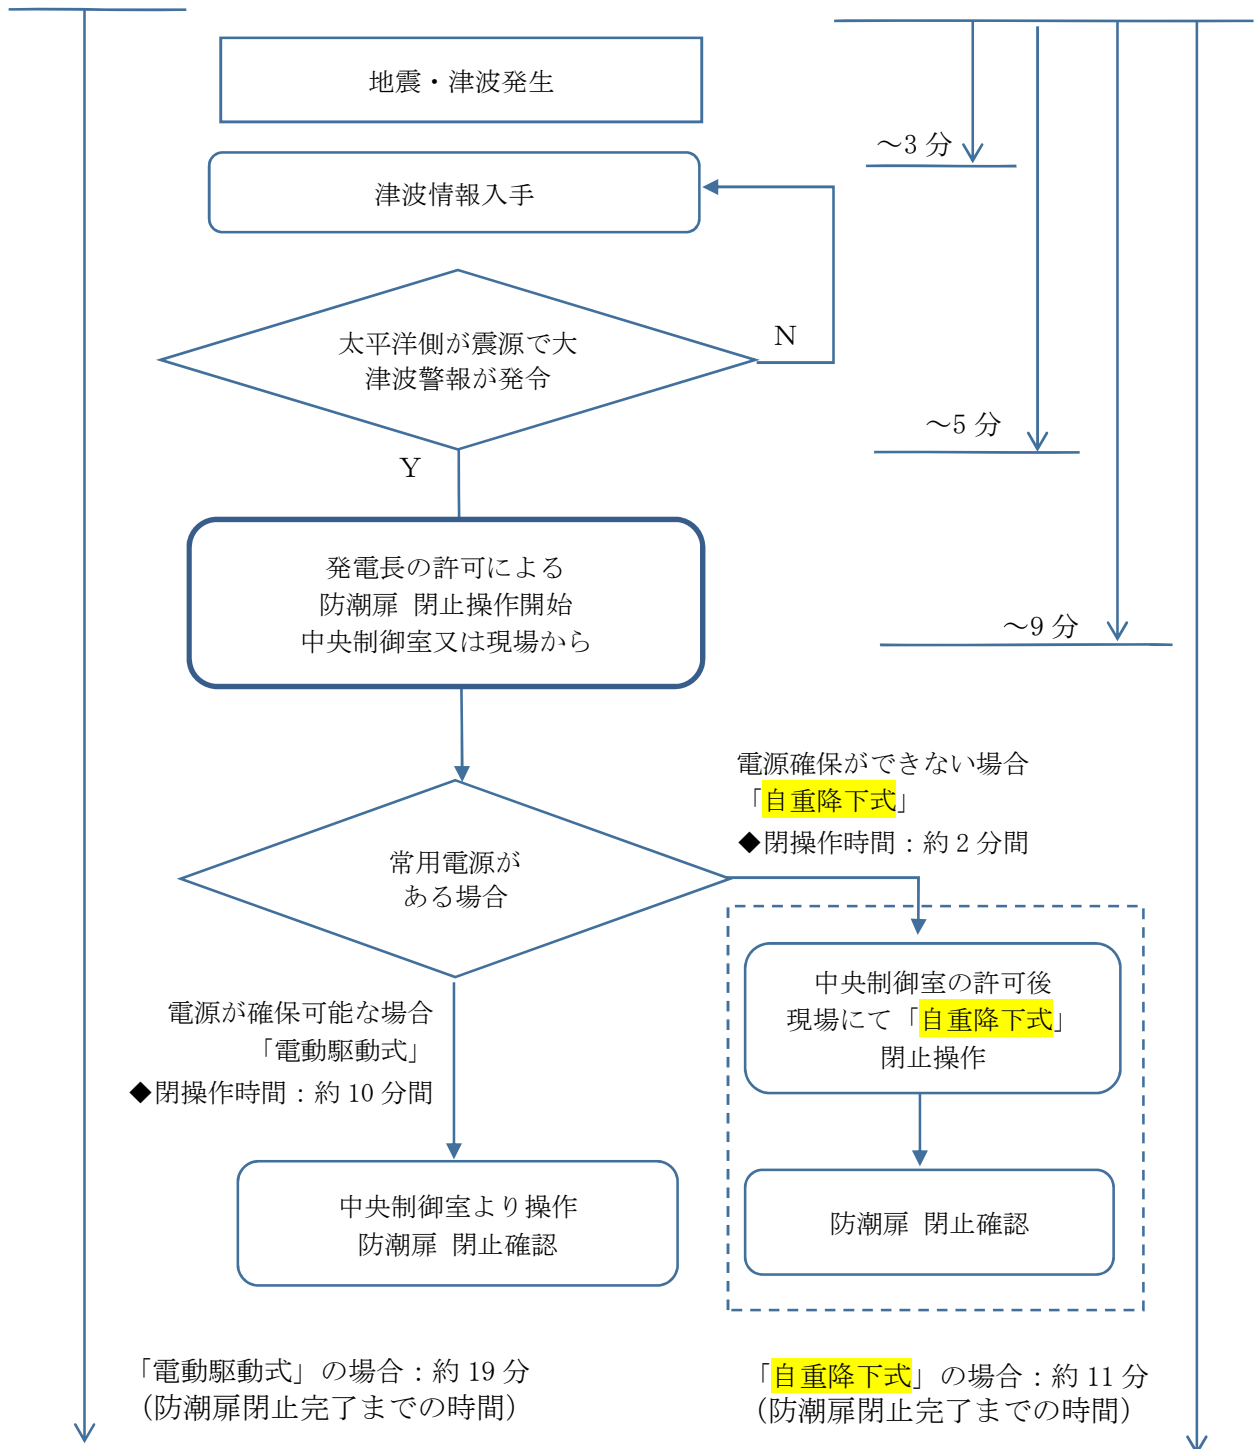 地震・津波発生
～3 分
津波情報入手
太平洋側が震源で大
津波警報が発令
N
～5 分
Y
発電長の許可による
防潮扉 閉止操作開始
中央制御室又は現場から
～9 分
電源確保ができない場合
「自重降下式」
◆閉操作時間：約 2 分間
常用電源が
ある場合
中央制御室の許可後
現場にて「自重降下式」
閉止操作
電源が確保可能な場合
「電動駆動式」
◆閉操作時間：約 10 分間
中央制御室より操作
防潮扉 閉止確認
防潮扉 閉止確認
「電動駆動式」の場合：約 19 分
（防潮扉閉止完了までの時間）
「自重降下式」の場合：約 11 分
（防潮扉閉止完了までの時間）